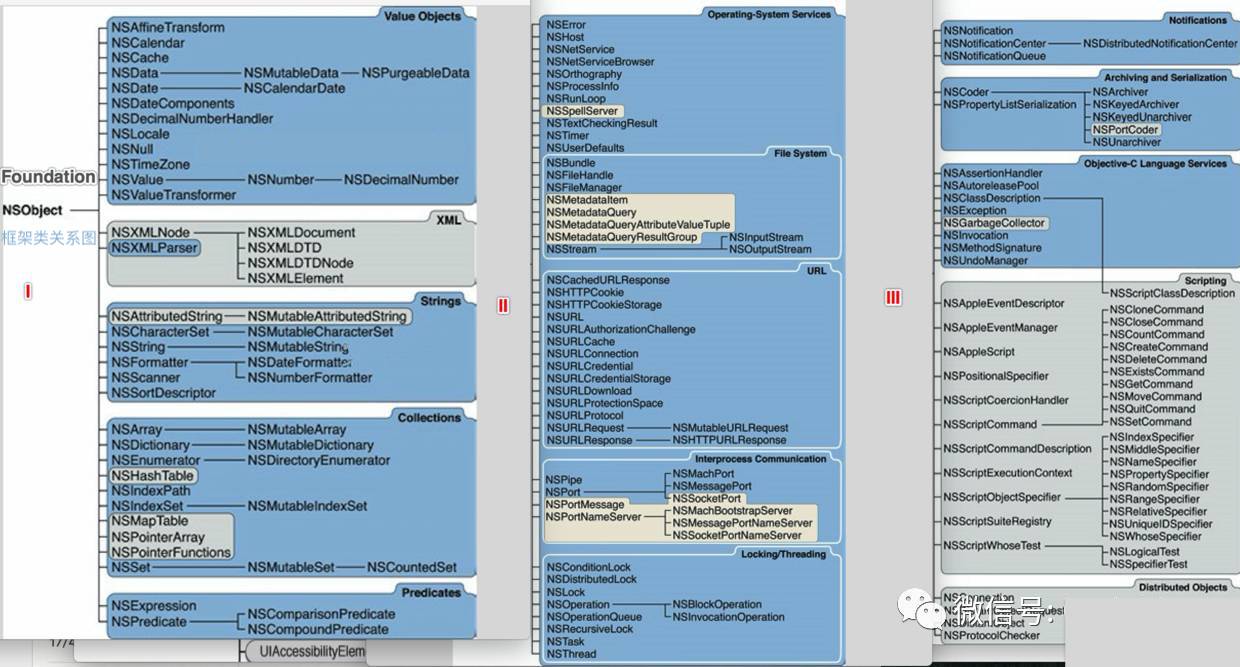 Foundation
NSObject
框架类关系图
I
Value Objects
NSAffineTransform
NSCalendar
NSCache
NSData NSMutableData NSPurgeableData
NSDate NSCalendarDate
NSDateComponents
NSDecimalNumberHandler
NSLocale
NSNull
NSTimeZone
NSValue NSNumber NSDecimalNumber
NSValueTransformer
XML
NSXMLNode NSXMLDocument
NSXMLParser NSXMLDTD
NSXMLDTDNode
NSXMLElement
Strings
NSAttributedString NSMutableAttributedString
NSCharacterSet NSMutableCharacterSet
NSString NSMutableString
NSFormatter NSDateFormatter
NSScanner NSNumberFormatter
NSSortDescriptor
Collections
NSArray NSMutableArray
NSDictionary NSMutableDictionary
NSEnumerator NSDirectoryEnumerator
NSHashTable
NSIndexPath
NSIndexSet NSMutableIndexSet
NSMapTable
NSPointerArray
NSPointerFunctions
NSSet NSMutableSet NSCountedSet
Predicates
NSExpression
NSPredicate NSComparisonPredicate
NSCompoundPredicate
17/4
UIAccessibilityElem
II
Operating-System Services
NSError
NSHost
NSNetService
NSNetServiceBrowser
NSOrthography
NSProcessInfo
NSRunLoop
NSSpellServer
NSTextCheckingResult
NSTimer
NSUserDefaults
File System
NSBundle
NSFileHandle
NSFileManager
NSMetadataItem
NSMetadataQuery
NSMetadataQueryAttributeValueTuple
NSMetadataQueryResultGroup NSInputStream
NSStream NSOutputStream
URL
NSCachedURLResponse
NSHTTPCookie
NSHTTPCookieStorage
NSURL
NSURLAuthorizationChallenge
NSURLCache
NSURLConnection
NSURLCredential
NSURLCredentialStorage
NSURLDownload
NSURLProtectionSpace
NSURLProtocol
NSURLRequest NSMutableURLRequest
NSURLResponse NSHTTPURLResponse
Interprocess Communication
NSPipe NSMachPort
NSPort NSMessagePort
NSSocketPort
NSPortMessage
NSPortNameServer NSMachBootstrapServer
NSMessagePortNameServer
NSSocketPortNameServer
Locking/Threading
NSConditionLock
NSDistributedLock
NSLock
NSOperation NSBlockOperation
NSOperationQueue NSInvocationOperation
NSRecursiveLock
NSTask
NSThread
III
Notifications
NSNotification
NSNotificationCenter NSDistributedNotificationCenter
NSNotificationQueue
Archiving and Serialization
NSCoder NSArchiver
NSPropertyListSerialization NSKeyedArchiver
NSKeyedUnarchiver
NSPortCoder
NSUnarchiver
Objective-C Language Services
NSAssertionHandler
NSAutoreleasePool
NSClassDescription
NSException
NSGarbageCollector
NSInvocation
NSMethodSignature
NSUndoManager
Scripting
NSScriptClassDescription
NSAppleEventDescriptor
NSAppleEventManager
NSAppleScript
NSPositionalSpecifier
NSScriptCoercionHandler
NSScriptCommand
NSScriptCommandDescription
NSScriptExecutionContext
NSScriptObjectSpecifier
NSScriptSuiteRegistry
NSScriptWhoseTest
NSCloneCommand
NSCloseCommand
NSCountCommand
NSCreateCommand
NSDeleteCommand
NSExistsCommand
NSGetCommand
NSMoveCommand
NSQuitCommand
NSSetCommand
NSIndexSpecifier
NSMiddleSpecifier
NSNameSpecifier
NSPropertySpecifier
NSRandomSpecifier
NSRangeSpecifier
NSRelativeSpecifier
NSUniqueIDSpecifier
NSWhoseSpecifier
NSLogicalTest
NSSpecifierTest
Distributed Objects
NSProtocolChecker
微信号: